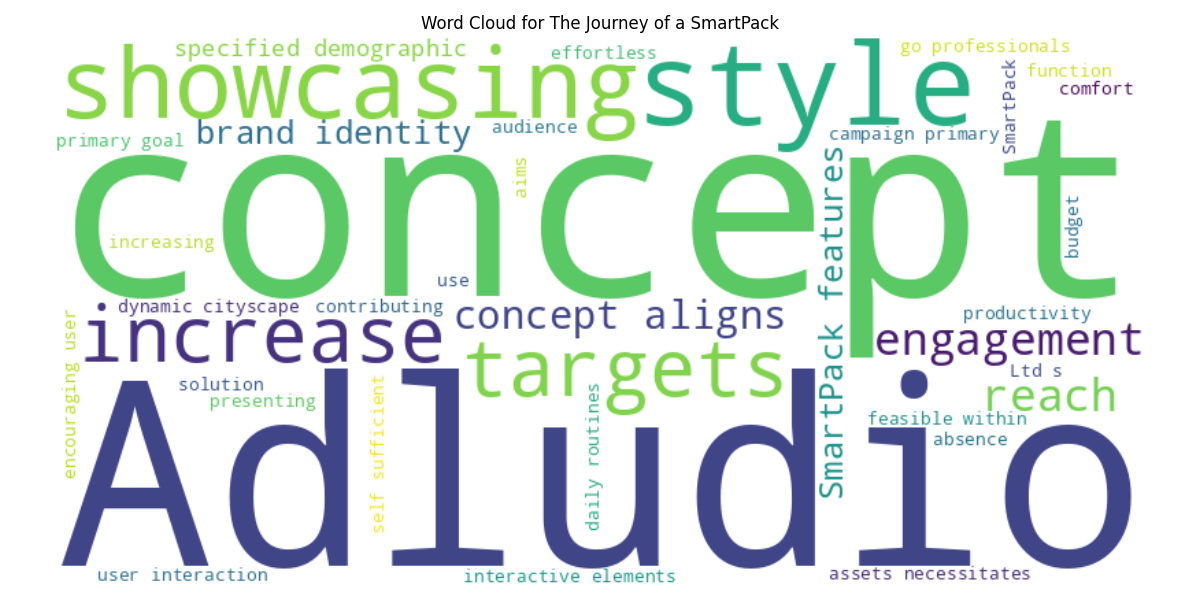 Word Cloud for The Journey of a SmartPack
specified demographic
effortless
go professionals
showcasing
style
function
comfort
SmartPack
primary goal
brand identity
audience
campaign primary
concept
aims
SmartPack features
budget
increasing
use
dynamic cityscape
contributing
concept aligns
productivity
increase
engagement
encouraging user
targets
Ltd s
solution
reach
presenting
self sufficient
daily routines
feasible within
absence
Adludio
user interaction
interactive elements
assets necessitates